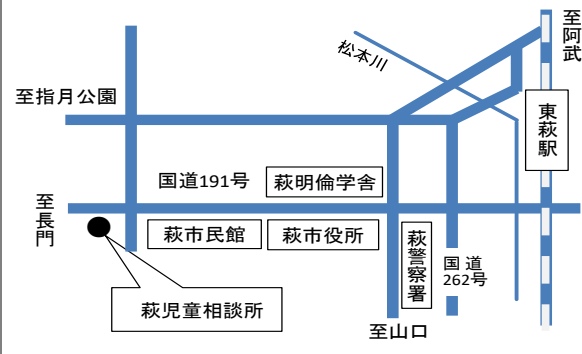 至阿武
松本川
至指月公園
東萩駅
国道191号
萩明倫学舎
至長門
萩市民館
萩市役所
萩警察署
国道
262号
萩児童相談所
至山口